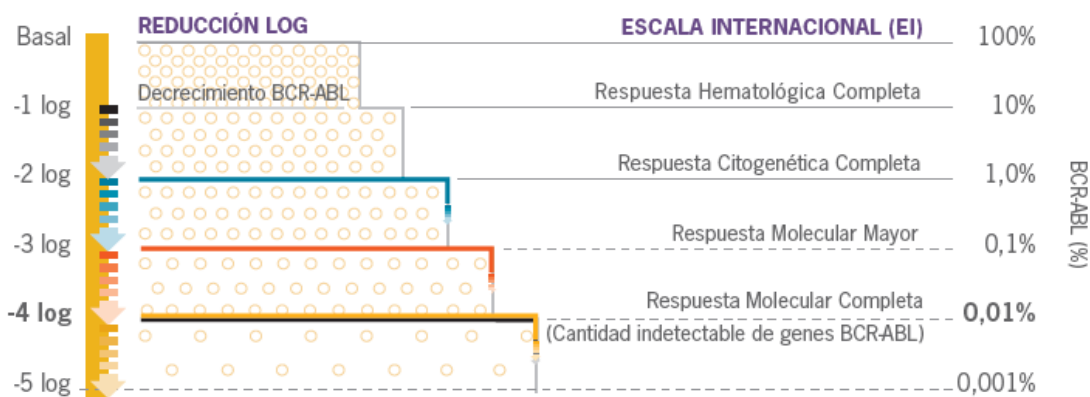 REDUCCIÓN LOG
ESCALA INTERNACIONAL (EI)
Basal
100%
Decrecimiento BCR-ABL
Respuesta Hematológica Completa
-1 log
10%
Respuesta Citogenética Completa
-2 log
1,0%
BCR-ABL (%)
Respuesta Molecular Mayor
-3 log
0,1%
Respuesta Molecular Completa
-4 log
0,01%
(Cantidad indetectable de genes BCR-ABL)
-5 log
0,001%